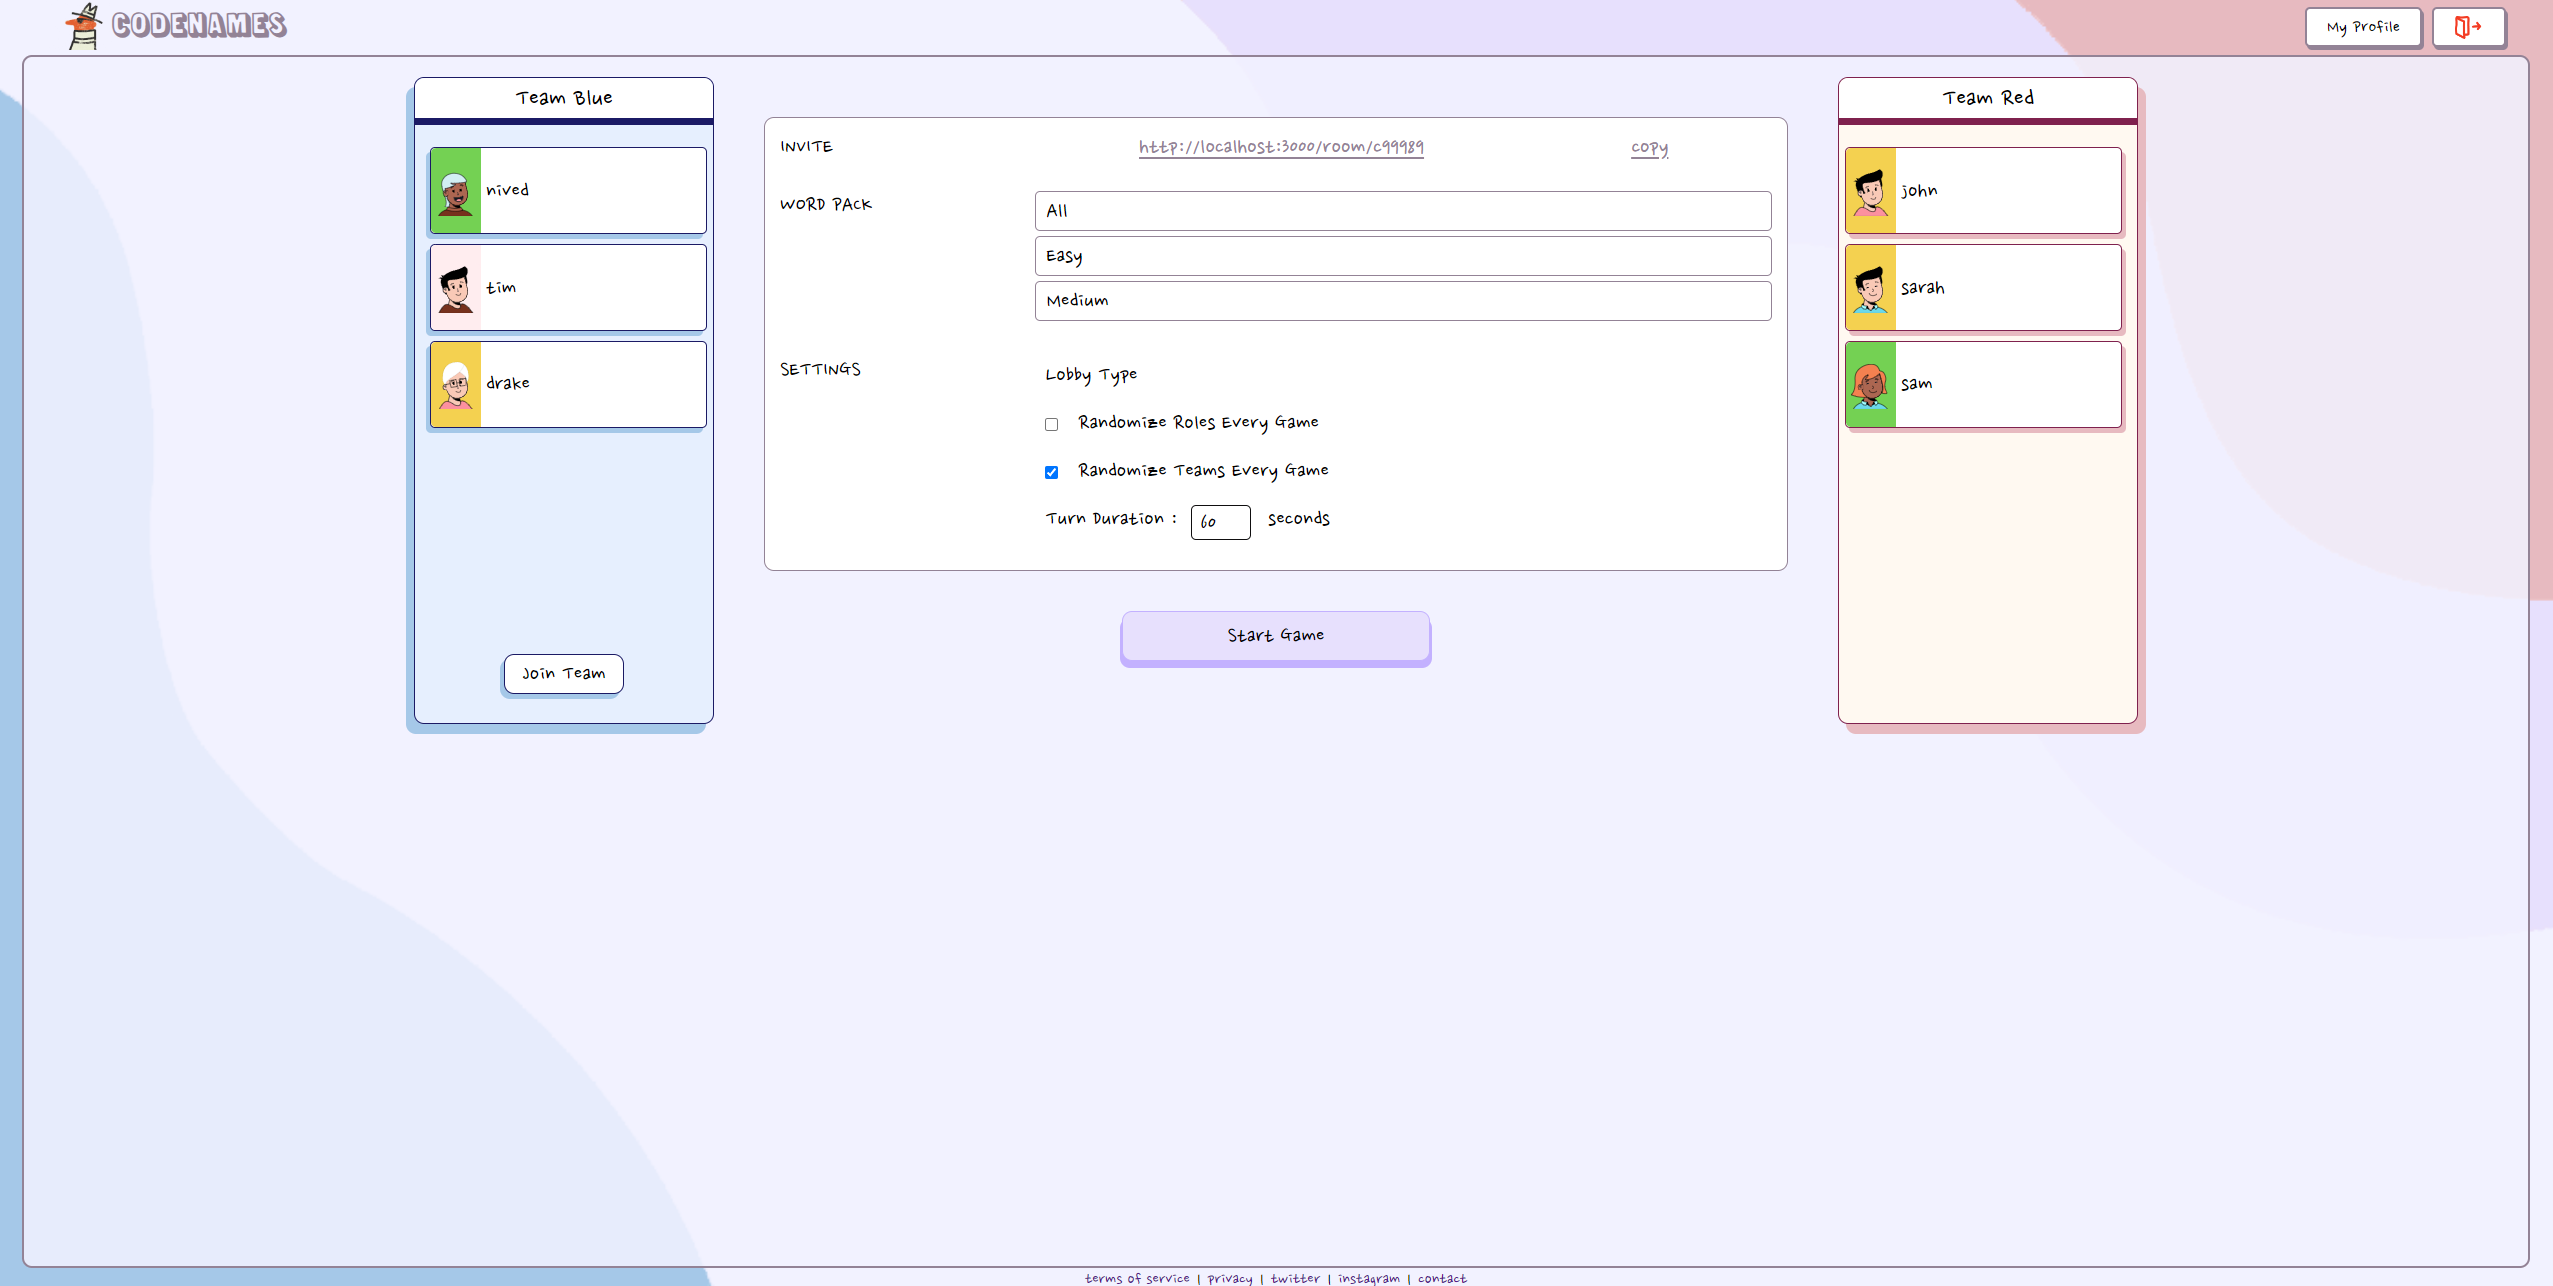 CODENAMES
My Profile
Team Blue
nived
tim
drake
Join Team
INVITE
http://localhost:3000/room/c99989
copy
WORD PACK
All
Easy
Medium
SETTINGS
Lobby Type
Randomize Roles Every Game
Randomize Teams Every Game
Turn Duration : 60 seconds
Start Game
Team Red
john
sarah
sam
terms of service | privacy | twitter | instagram | contact